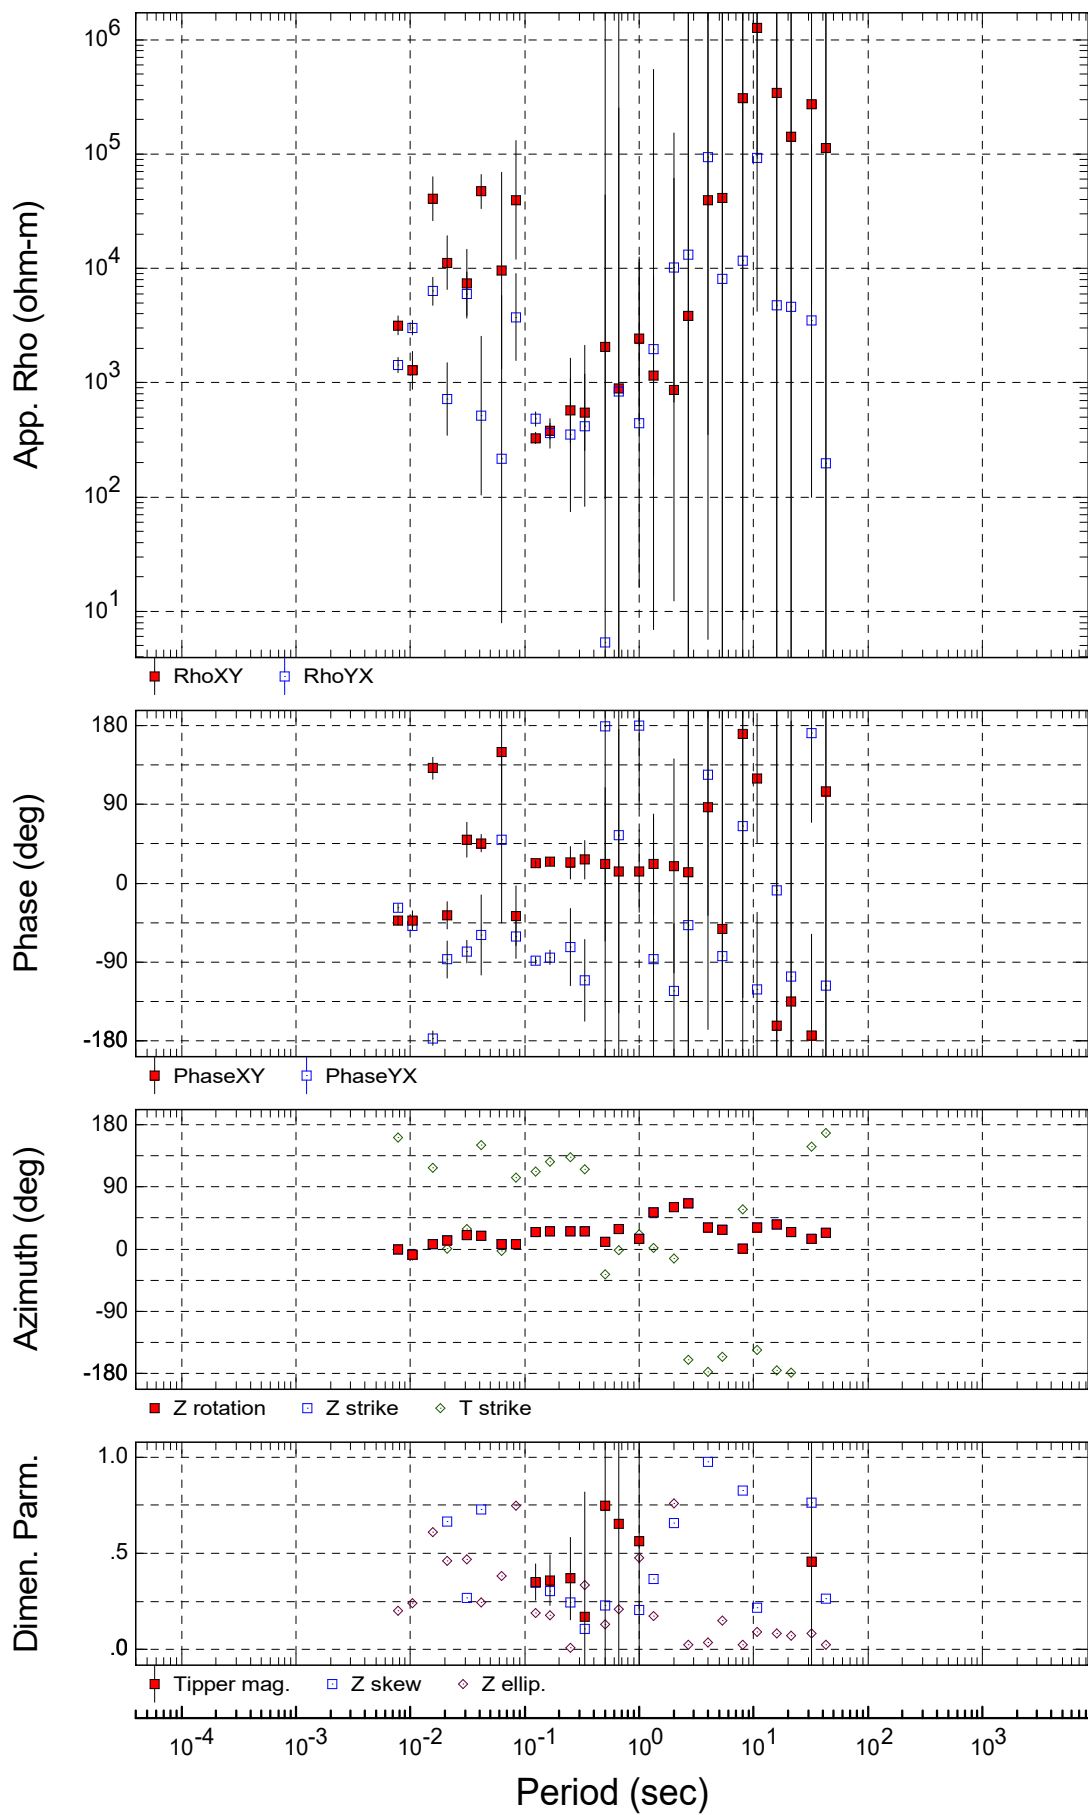 App. Rho (ohm-m)
10^6
10^5
10^4
10^3
10^2
10^1
RhoXY RhoYX
Phase (deg)
180
90
0
-90
-180
PhaseXY PhaseYX
Azimuth (deg)
180
90
0
-90
-180
Z rotation Z strike T strike
Dimen. Parm.
1.0
.5
.0
Tipper mag. Z skew Z ellip.
10^-4 10^-3 10^-2 10^-1 10^0 10^1 10^2 10^3
Period (sec)